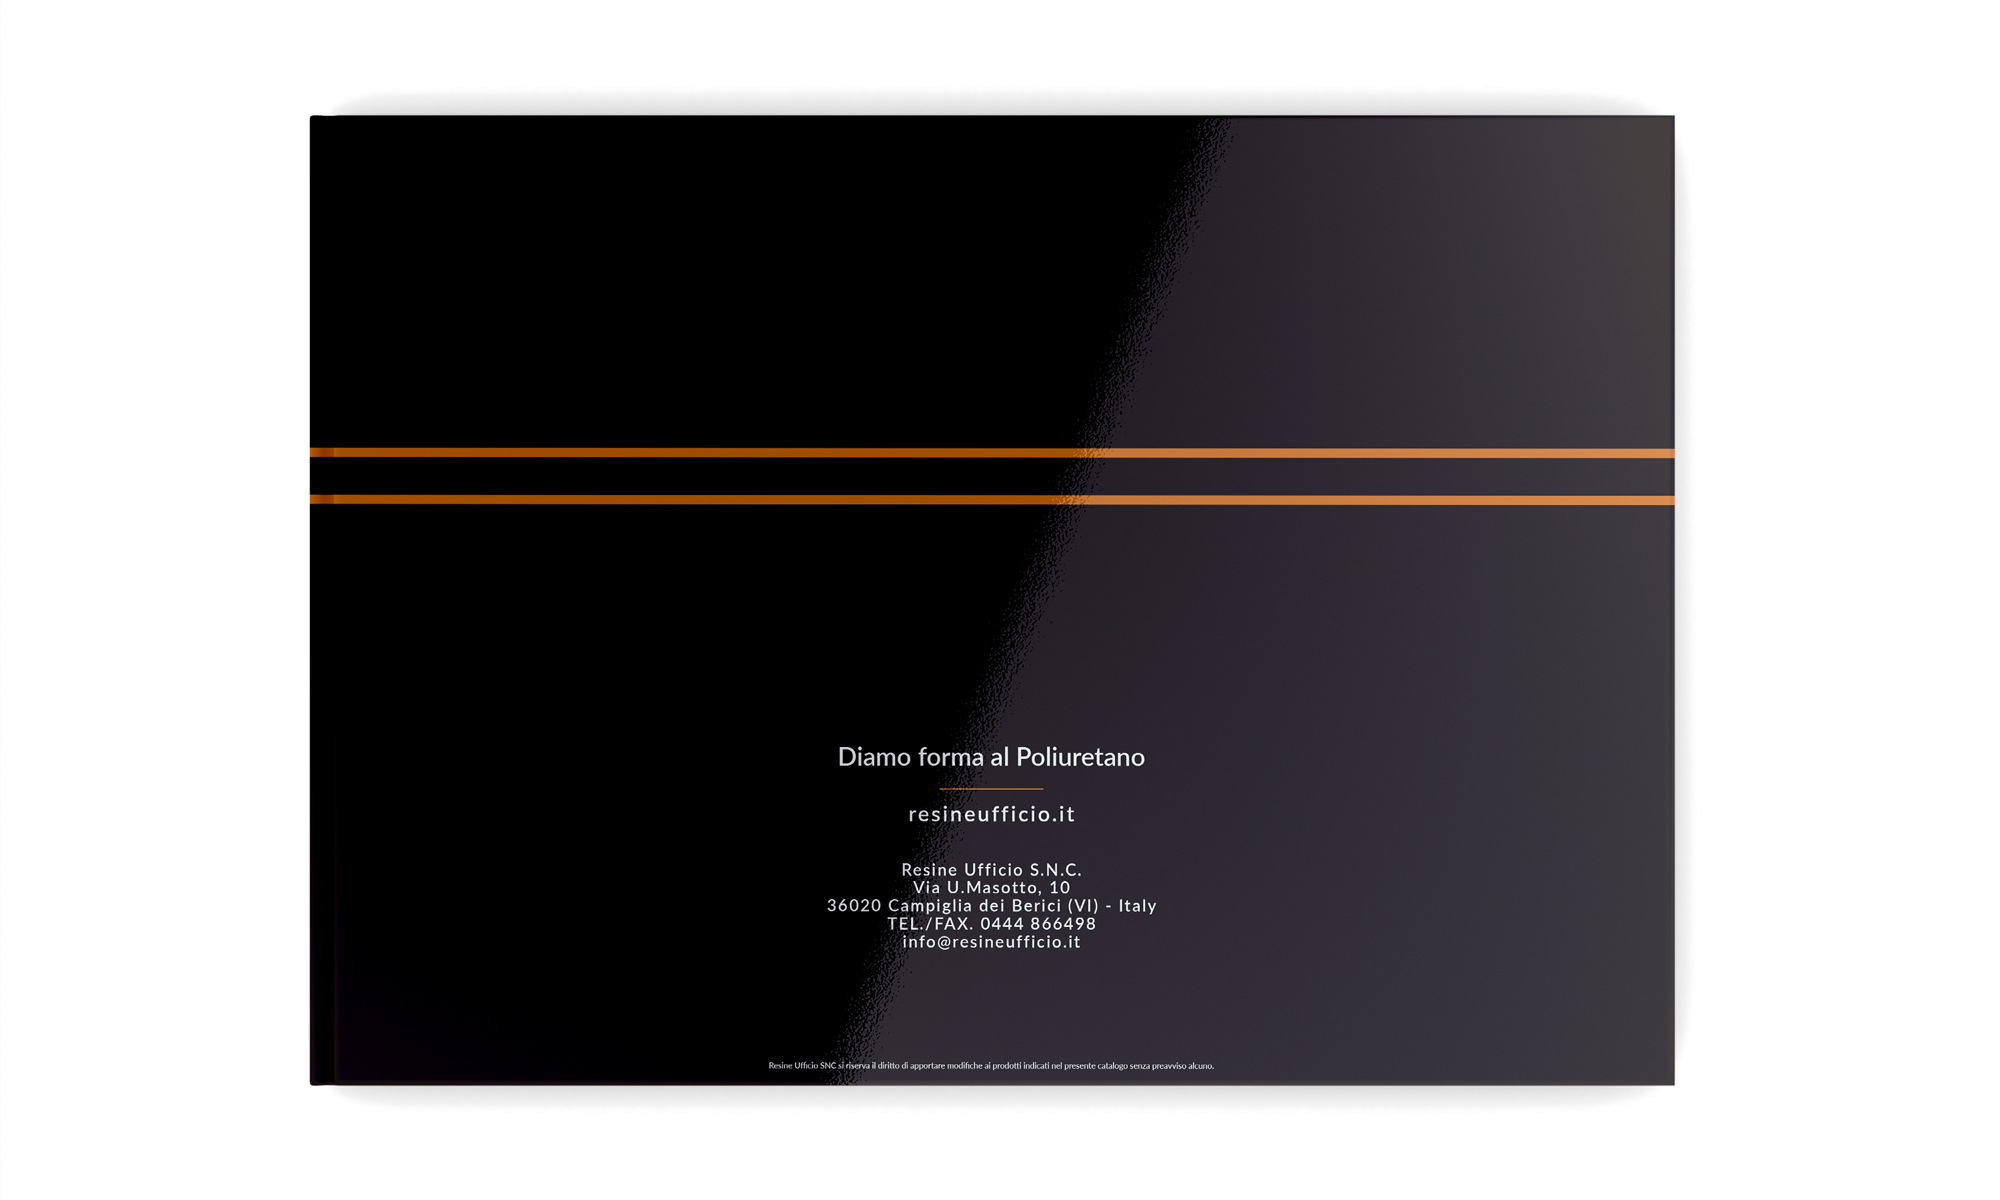 Diamo forma al Poliuretano
resineufficio.it
Resine Ufficio S.N.C.
Via U.Masotto, 10
36020 Campiglia dei Berici (VI) - Italy
TEL./FAX. 0444 866498
info@resineufficio.it
Resine Ufficio SNC si riserva il diritto di apportare modifiche ai prodotti indicati nel presente catalogo senza preavviso alcuno.